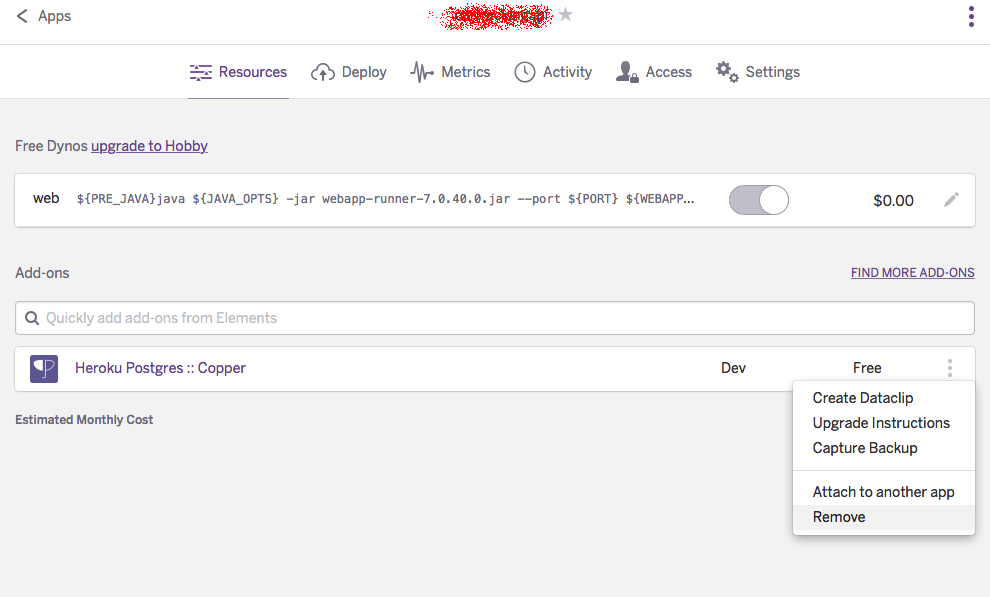 Apps
Resources Deploy Metrics Activity Access Settings
Free Dynos upgrade to Hobby
web ${PRE_JAVA}java ${JAVA_OPTS} -jar webapp-runner-7.0.40.0.jar --port ${PORT} ${WEBAPP... $0.00
Add-ons FIND MORE ADD-ONS
Quickly add add-ons from Elements
Heroku Postgres :: Copper Dev Free
Estimated Monthly Cost
Create Dataclip
Upgrade Instructions
Capture Backup
Attach to another app
Remove